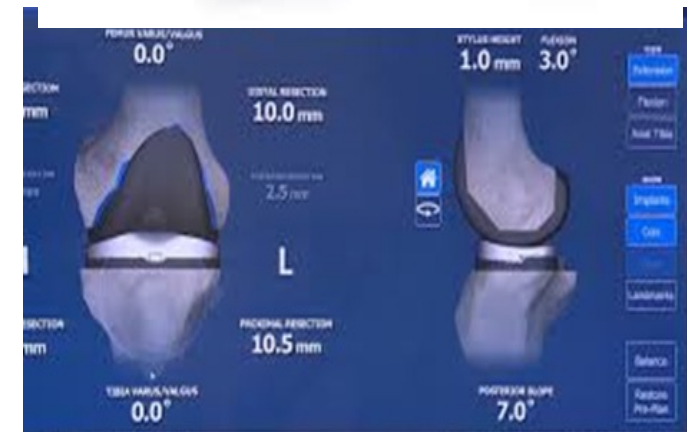 FEMUR VARUS/VALGUS
0.0°
STYLUS HEIGHT
1.0 mm
FLEXION
3.0°
VIEW
Extension
Flexion
Axial Tibia
mm
DISTAL RESECTION
10.0 mm
2.5 mm
SHOW
Implants
Cuts
Landmarks
L
mm
PROXIMAL RESECTION
10.5 mm
Balance
Restore
Pre-Plan
TIBIA VARUS/VALGUS
0.0°
POSTERIOR SLOPE
7.0°